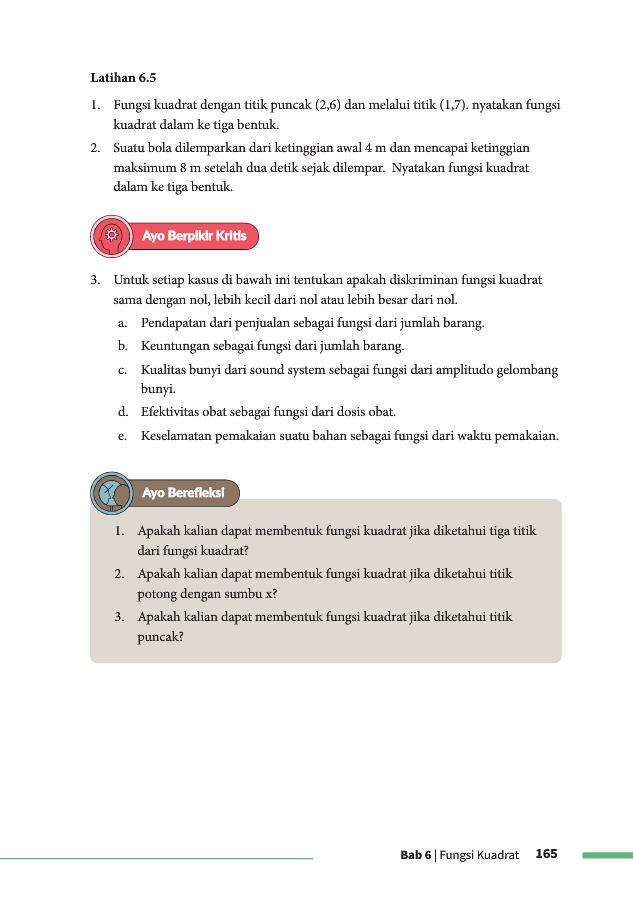 Latihan 6.5
1. Fungsi kuadrat dengan titik puncak (2,6) dan melalui titik (1,7). nyatakan fungsi
kuadrat dalam ke tiga bentuk.
2. Suatu bola dilemparkan dari ketinggian awal 4 m dan mencapai ketinggian
maksimum 8 m setelah dua detik sejak dilempar. Nyatakan fungsi kuadrat
dalam ke tiga bentuk.
Ayo Berpikir Kritis
3. Untuk setiap kasus di bawah ini tentukan apakah diskriminan fungsi kuadrat
sama dengan nol, lebih kecil dari nol atau lebih besar dari nol.
a. Pendapatan dari penjualan sebagai fungsi dari jumlah barang.
b. Keuntungan sebagai fungsi dari jumlah barang.
c. Kualitas bunyi dari sound system sebagai fungsi dari amplitudo gelombang
bunyi.
d. Efektivitas obat sebagai fungsi dari dosis obat.
e. Keselamatan pemakaian suatu bahan sebagai fungsi dari waktu pemakaian.
Ayo Berefleksi
1. Apakah kalian dapat membentuk fungsi kuadrat jika diketahui tiga titik
dari fungsi kuadrat?
2. Apakah kalian dapat membentuk fungsi kuadrat jika diketahui titik
potong dengan sumbu x?
3. Apakah kalian dapat membentuk fungsi kuadrat jika diketahui titik
puncak?
Bab 6 | Fungsi Kuadrat 165